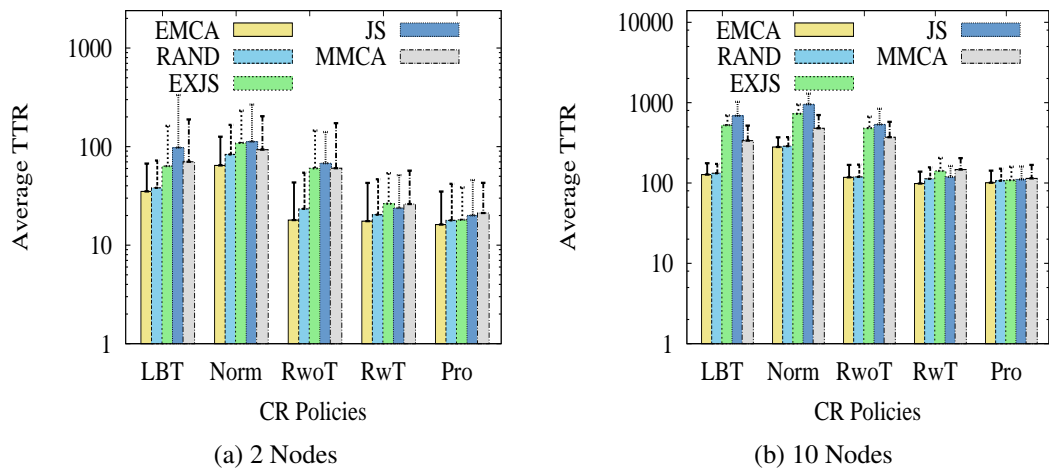 1000
100
10
1
Average TTR
EMCA
RAND
EXJS
JS
MMCA
LBT Norm RwoT RwT Pro
CR Policies
(a) 2 Nodes
10000
1000
100
10
1
Average TTR
EMCA
RAND
EXJS
JS
MMCA
LBT Norm RwoT RwT Pro
CR Policies
(b) 10 Nodes